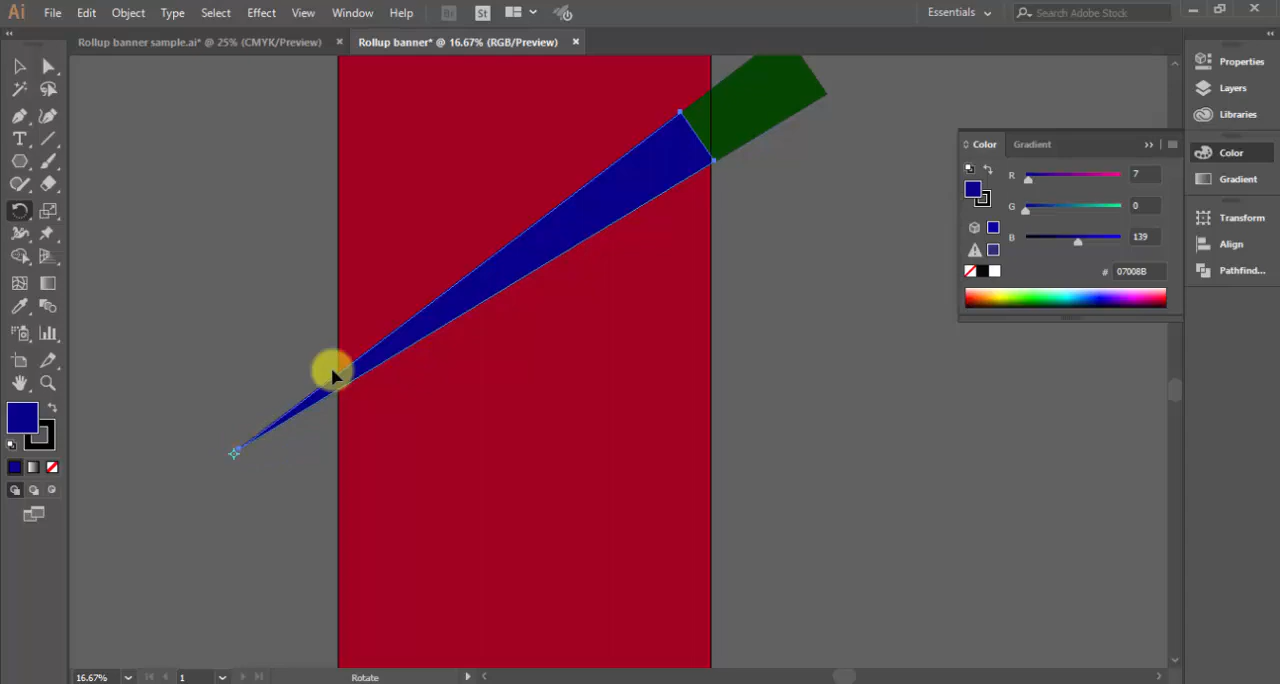 Ai File Edit Object Type Select Effect View Window Help Br St Essentials Search Adobe Stock
Rollup banner sample.ai* @ 25% (CMYK/Preview) × Rollup banner* @ 16.67% (RGB/Preview) ×
Properties
Layers
Libraries
Color
Gradient
Transform
Align
Pathfind...
Color Gradient
R 7
G 0
B 139
# 07008B
T
16.67% 1 Rotate